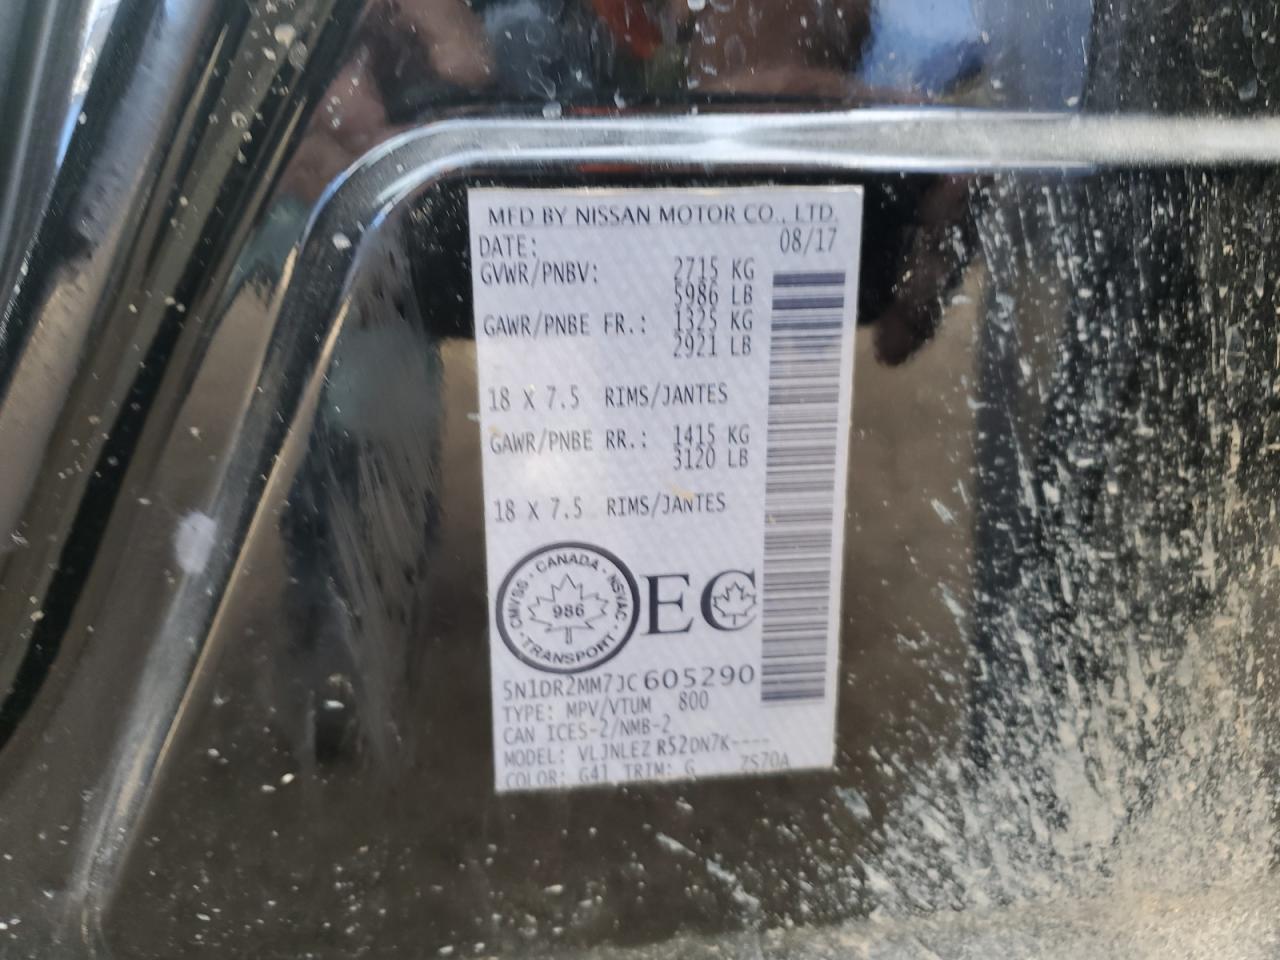 MFD BY NISSAN MOTOR CO., LTD.
DATE: 08/17
GVWR/PNBV: 2715 KG
5986 LB
GAWR/PNBE FR.: 1325 KG
2921 LB
18 X 7.5 RIMS/JANTES
GAWR/PNBE RR.: 1415 KG
3120 LB
18 X 7.5 RIMS/JANTES
CANADA · NSVAC · TRANSPORT · CMVSS ·
986
EC
5N1DR2MM7JC605290
TYPE: MPV/VTUM 800
CAN ICES-2/NMB-2
MODEL: VLJNLEZ R52DN7K----
COLOR: G41 TRIM: G ZS70A